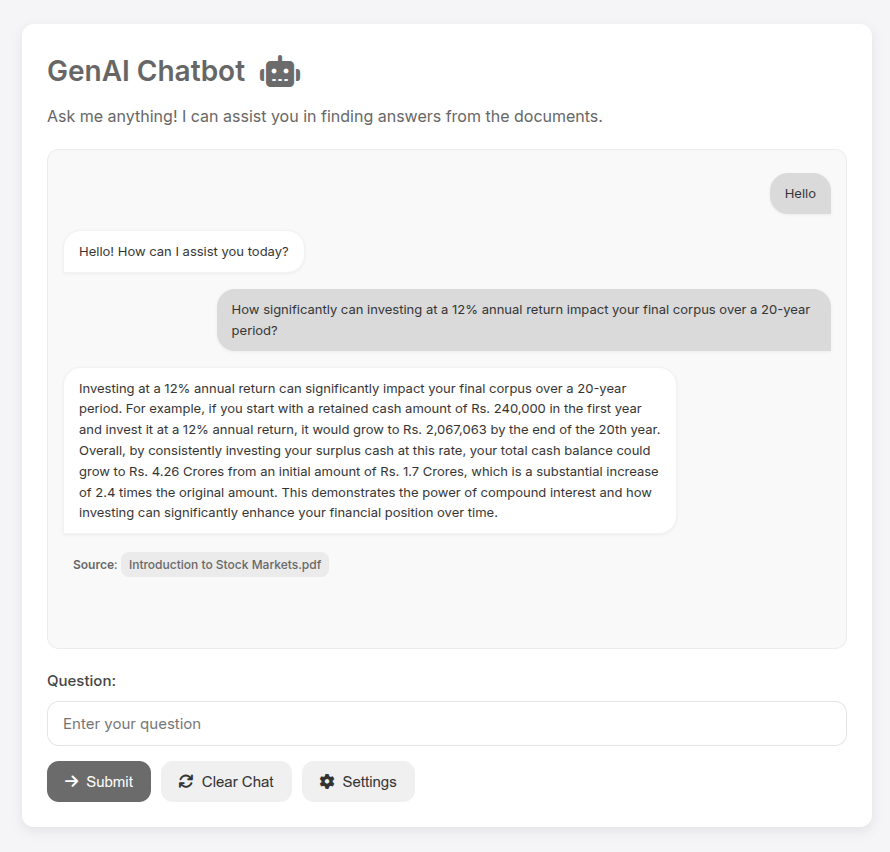 GenAI Chatbot
Ask me anything! I can assist you in finding answers from the documents.
Hello
Hello! How can I assist you today?
How significantly can investing at a 12% annual return impact your final corpus over a 20-year
period?
Investing at a 12% annual return can significantly impact your final corpus over a 20-year
period. For example, if you start with a retained cash amount of Rs. 240,000 in the first year
and invest it at a 12% annual return, it would grow to Rs. 2,067,063 by the end of the 20th year.
Overall, by consistently investing your surplus cash at this rate, your total cash balance could
grow to Rs. 4.26 Crores from an initial amount of Rs. 1.7 Crores, which is a substantial increase
of 2.4 times the original amount. This demonstrates the power of compound interest and how
investing can significantly enhance your financial position over time.
Source: Introduction to Stock Markets.pdf
Question:
Enter your question
Submit Clear Chat Settings